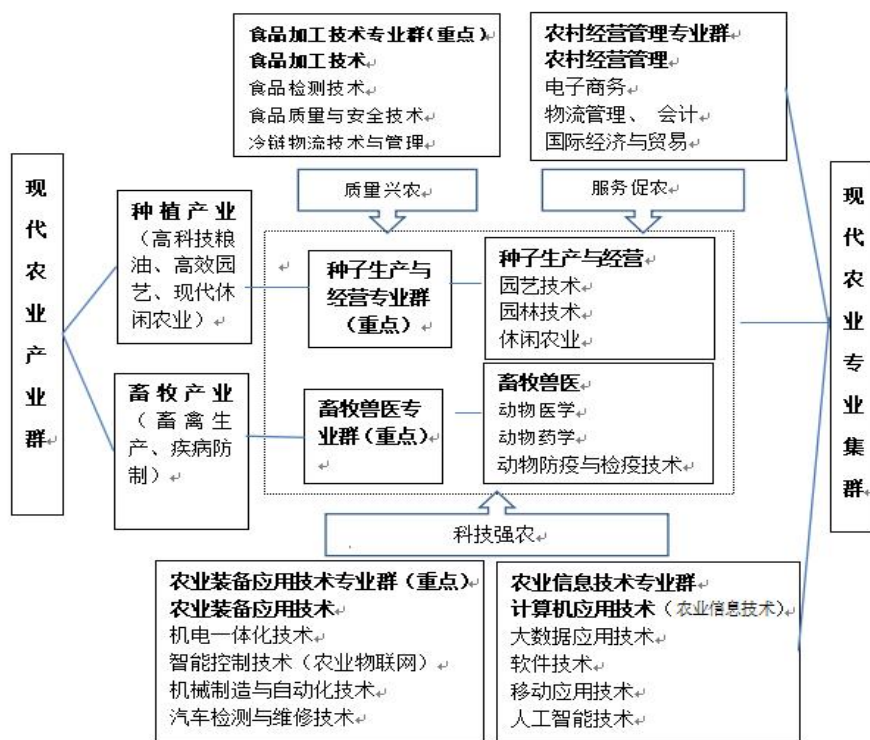 食品加工技术专业群(重点)
食品加工技术
食品检测技术
食品质量与安全技术
冷链物流技术与管理
农村经营管理专业群
农村经营管理
电子商务
物流管理、 会计
国际经济与贸易
质量兴农
服务促农
现代农业产业群
种植产业
（高科技粮
油、高效园
艺、现代休
闲农业）
畜牧产业
（畜禽生
产、疾病防
制）
种子生产与
经营专业群
（重点）
种子生产与经营
园艺技术
园林技术
休闲农业
畜牧兽医专
业群（重点）
畜牧兽医
动物医学
动物药学
动物防疫与检疫技术
现代农业专业集群
科技强农
农业装备应用技术专业群（重点）
农业装备应用技术
机电一体化技术
智能控制技术（农业物联网）
机械制造与自动化技术
汽车检测与维修技术
农业信息技术专业群
计算机应用技术（农业信息技术）
大数据应用技术
软件技术
移动应用技术
人工智能技术